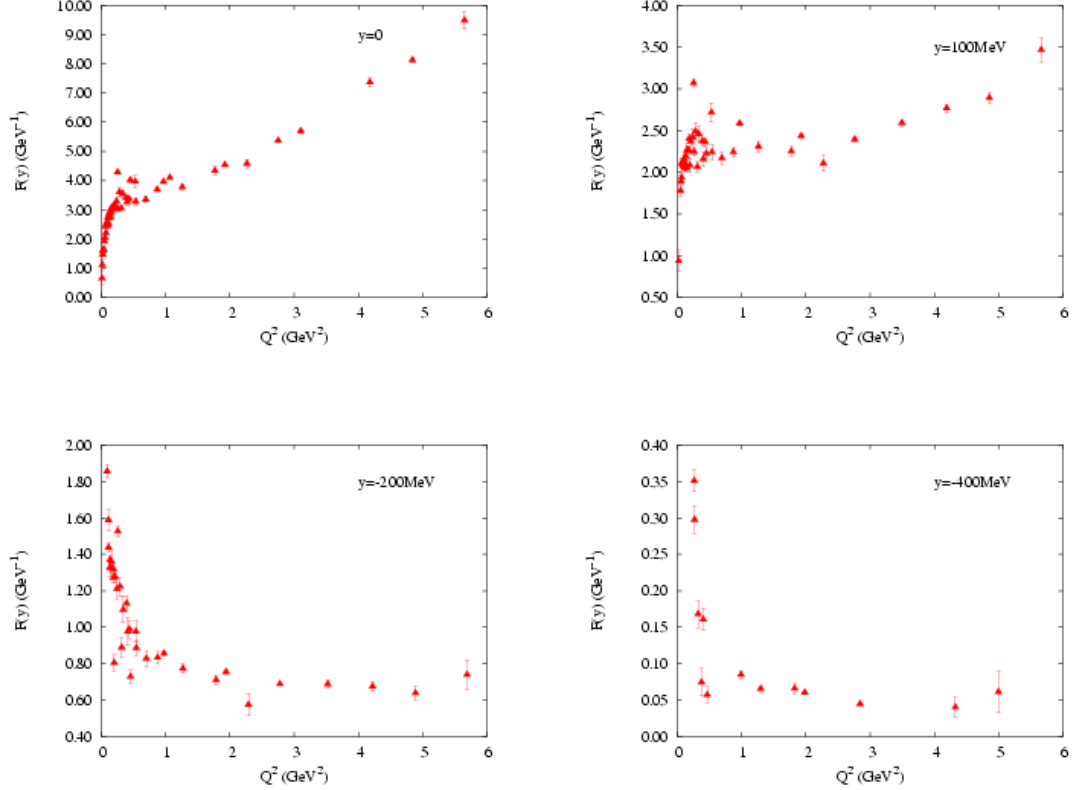 10.00
9.00
8.00
7.00
6.00
5.00
4.00
3.00
2.00
1.00
0.00
0 1 2 3 4 5 6
R(y) (GeV⁻¹)
Q² (GeV²)
y=0
4.00
3.50
3.00
2.50
2.00
1.50
1.00
0.50
0 1 2 3 4 5 6
R(y) (GeV⁻¹)
Q² (GeV²)
y=100MeV
2.00
1.80
1.60
1.40
1.20
1.00
0.80
0.60
0.40
0 1 2 3 4 5 6
R(y) (GeV⁻¹)
Q² (GeV²)
y=-200MeV
0.40
0.35
0.30
0.25
0.20
0.15
0.10
0.05
0.00
0 1 2 3 4 5 6
R(y) (GeV⁻¹)
Q² (GeV²)
y=-400MeV